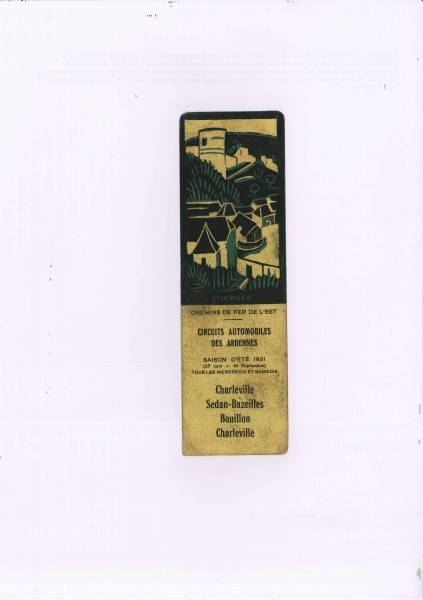 HIERGES
CHEMINS DE FER DE L'EST
CIRCUITS AUTOMOBILES
DES ARDENNES
SAISON D'ÉTÉ 1931
TOUS LES MERCREDIS ET SAMEDIS
Charleville
Sedan-Bazeilles
Bouillon
Charleville